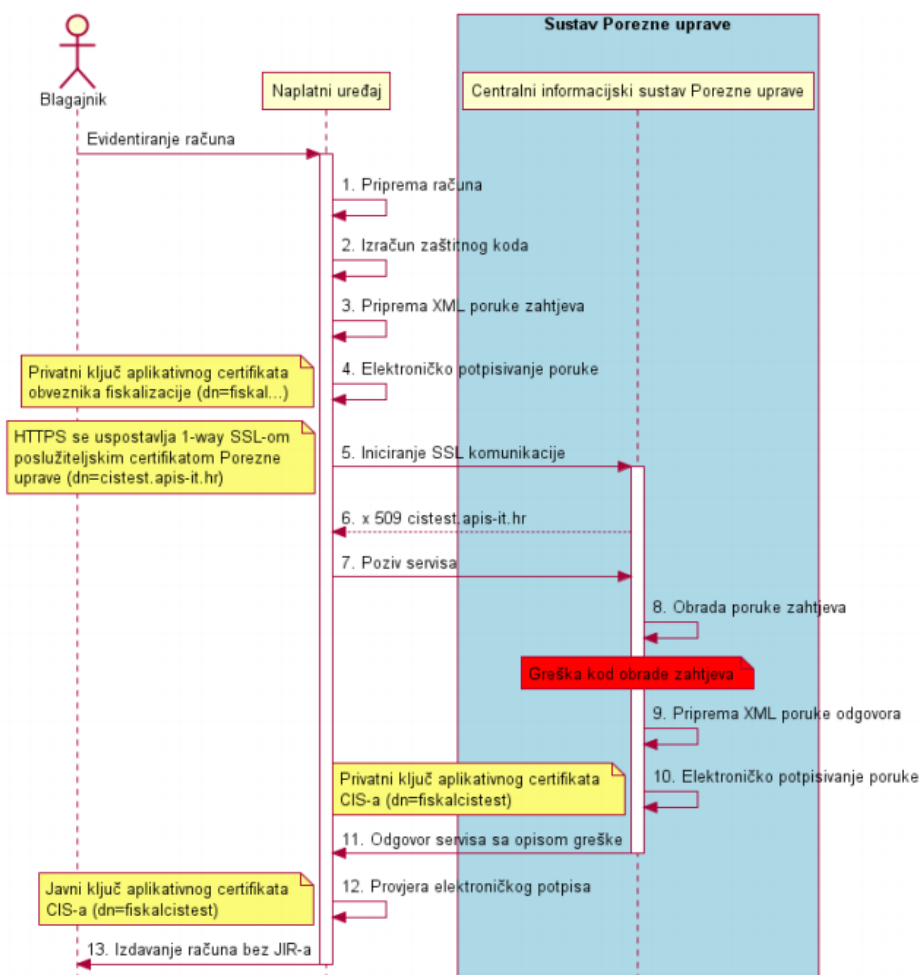 Sustav Porezne uprave
Blagajnik
Naplatni uređaj
Centralni informacijski sustav Porezne uprave
Evidentiranje računa
1. Priprema računa
2. Izračun zaštitnog koda
3. Priprema XML poruke zahtjeva
Privatni ključ aplikativnog certifikata
obveznika fiskalizacije (dn=fiskal...)
4. Elektroničko potpisivanje poruke
HTTPS se uspostavlja 1-way SSL-om
poslužiteljskim certifikatom Porezne
uprave (dn=cistest.apis-it.hr)
5. Iniciranje SSL komunikacije
6. x 509 cistest.apis-it.hr
7. Poziv servisa
8. Obrada poruke zahtjeva
Greška kod obrade zahtjeva
9. Priprema XML poruke odgovora
Privatni ključ aplikativnog certifikata
CIS-a (dn=fiskalcistest)
10. Elektroničko potpisivanje poruke
11. Odgovor servisa sa opisom greške
Javni ključ aplikativnog certifikata
CIS-a (dn=fiskalcistest)
12. Provjera elektroničkog potpisa
13. Izdavanje računa bez JIR-a